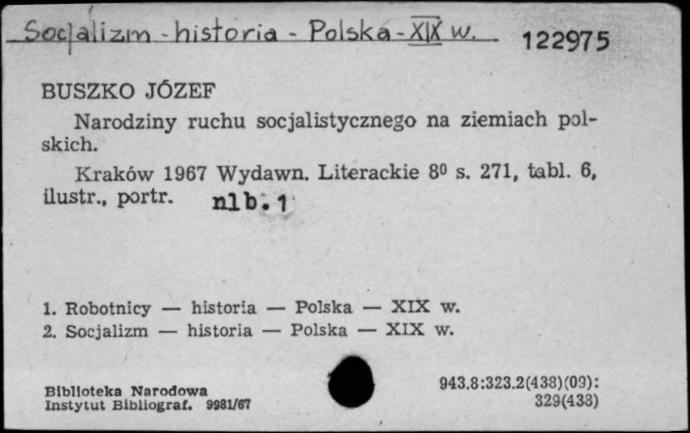 Socjalizm - historia - Polska - XIX w.
122975
BUSZKO JÓZEF
Narodziny ruchu socjalistycznego na ziemiach pol-
skich.
Kraków 1967 Wydawn. Literackie 8⁰ s. 271, tabl. 6,
ilustr., portr. nlb. 1
1. Robotnicy — historia — Polska — XIX w.
2. Socjalizm — historia — Polska — XIX w.
Biblioteka Narodowa
Instytut Bibliograf. 9981/67
943.8:323.2(438)(09):
329(438)